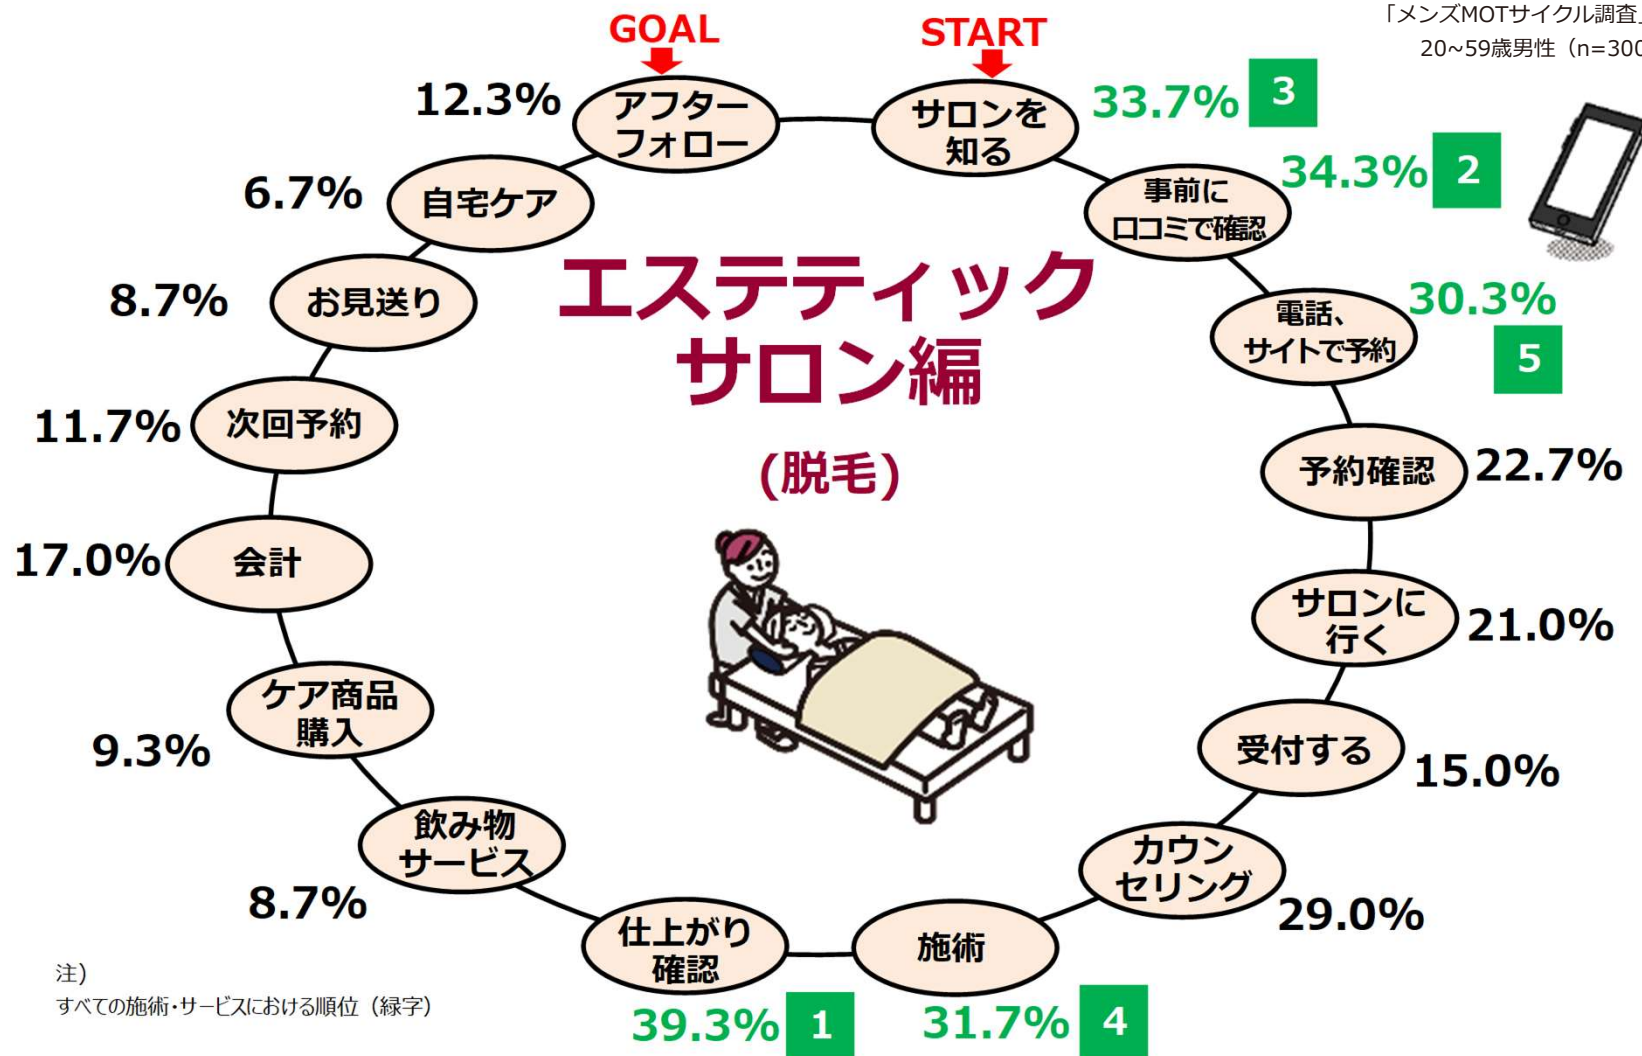 「メンズMOTサイクル調査」
20~59歳男性（n=300
GOAL
START
アフター
フォロー
12.3%
サロンを
知る
33.7%
3
事前に
口コミで確認
34.3%
2
電話、
サイトで予約
30.3%
5
予約確認
22.7%
サロンに
行く
21.0%
受付する
15.0%
カウン
セリング
29.0%
施術
31.7%
4
仕上がり
確認
39.3%
1
飲み物
サービス
8.7%
ケア商品
購入
9.3%
会計
17.0%
次回予約
11.7%
お見送り
8.7%
自宅ケア
6.7%
エステティック
サロン編
(脱毛)
注)
すべての施術・サービスにおける順位（緑字）